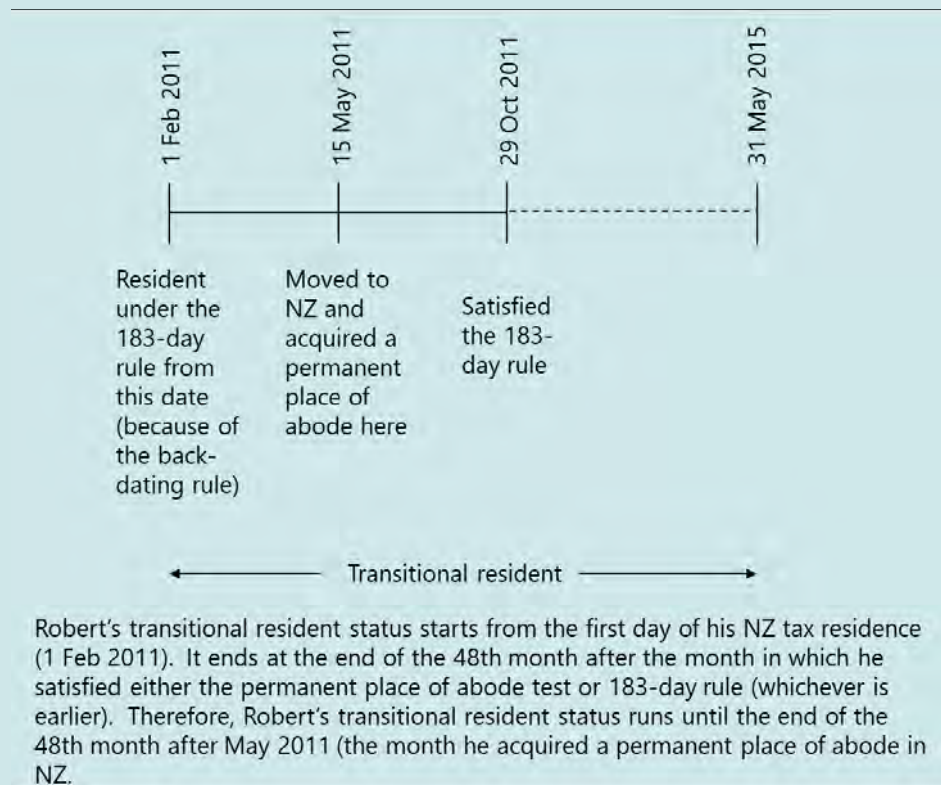 1 Feb 2011
15 May 2011
29 Oct 2011
31 May 2015
Resident
under the
183-day
rule from
this date
(because of
the back-
dating rule)
Moved to
NZ and
acquired a
permanent
place of
abode here
Satisfied
the 183-
day rule
Transitional resident
Robert's transitional resident status starts from the first day of his NZ tax residence
(1 Feb 2011).  It ends at the end of the 48th month after the month in which he
satisfied either the permanent place of abode test or 183-day rule (whichever is
earlier).  Therefore, Robert's transitional resident status runs until the end of the
48th month after May 2011 (the month he acquired a permanent place of abode in
NZ.